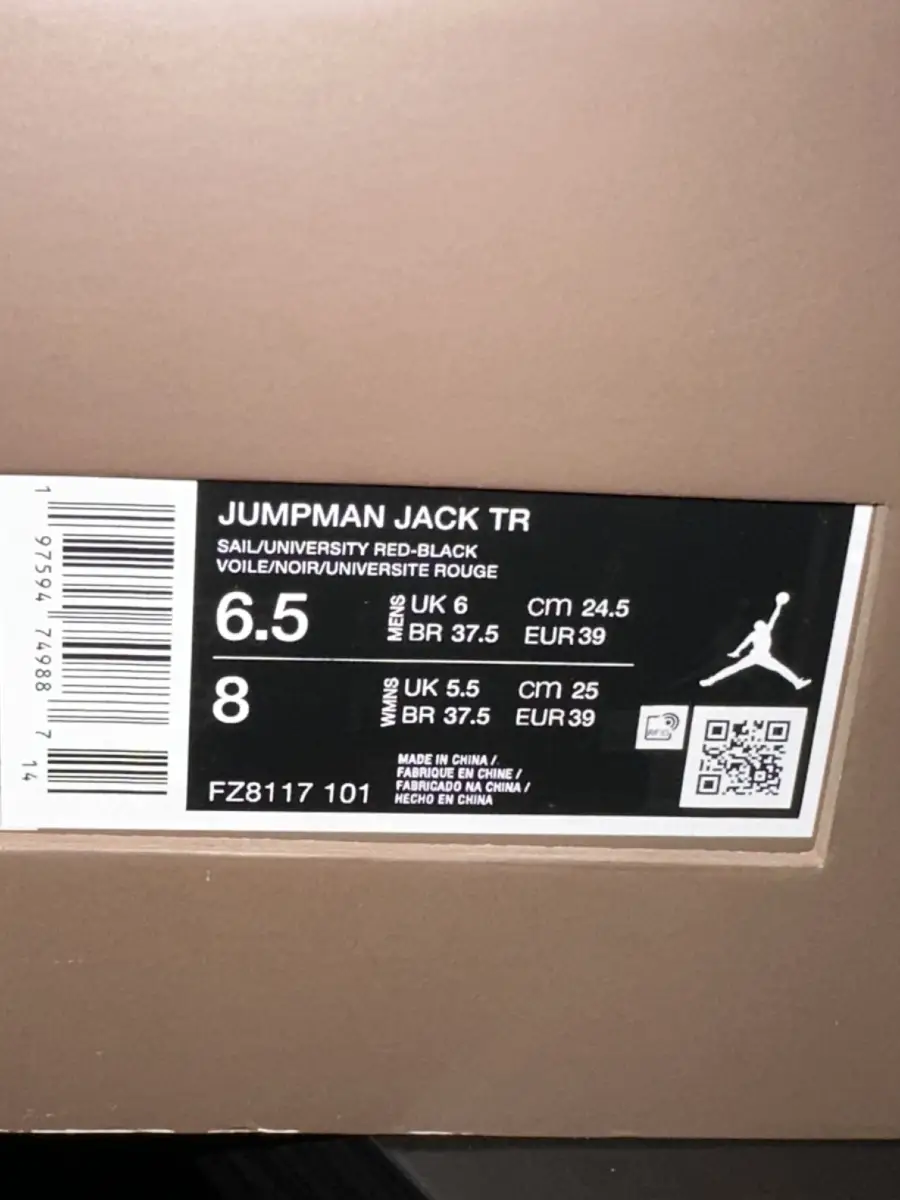 JUMPMAN JACK TR
SAIL/UNIVERSITY RED-BLACK
VOILE/NOIR/UNIVERSITE ROUGE
6.5 MENS UK 6 cm 24.5
BR 37.5 EUR 39
8 WMNS UK 5.5 cm 25
BR 37.5 EUR 39
MADE IN CHINA /
FABRIQUE EN CHINE /
FABRICADO NA CHINA /
HECHO EN CHINA
FZ8117 101
RFID
1 97594 74988 7 14